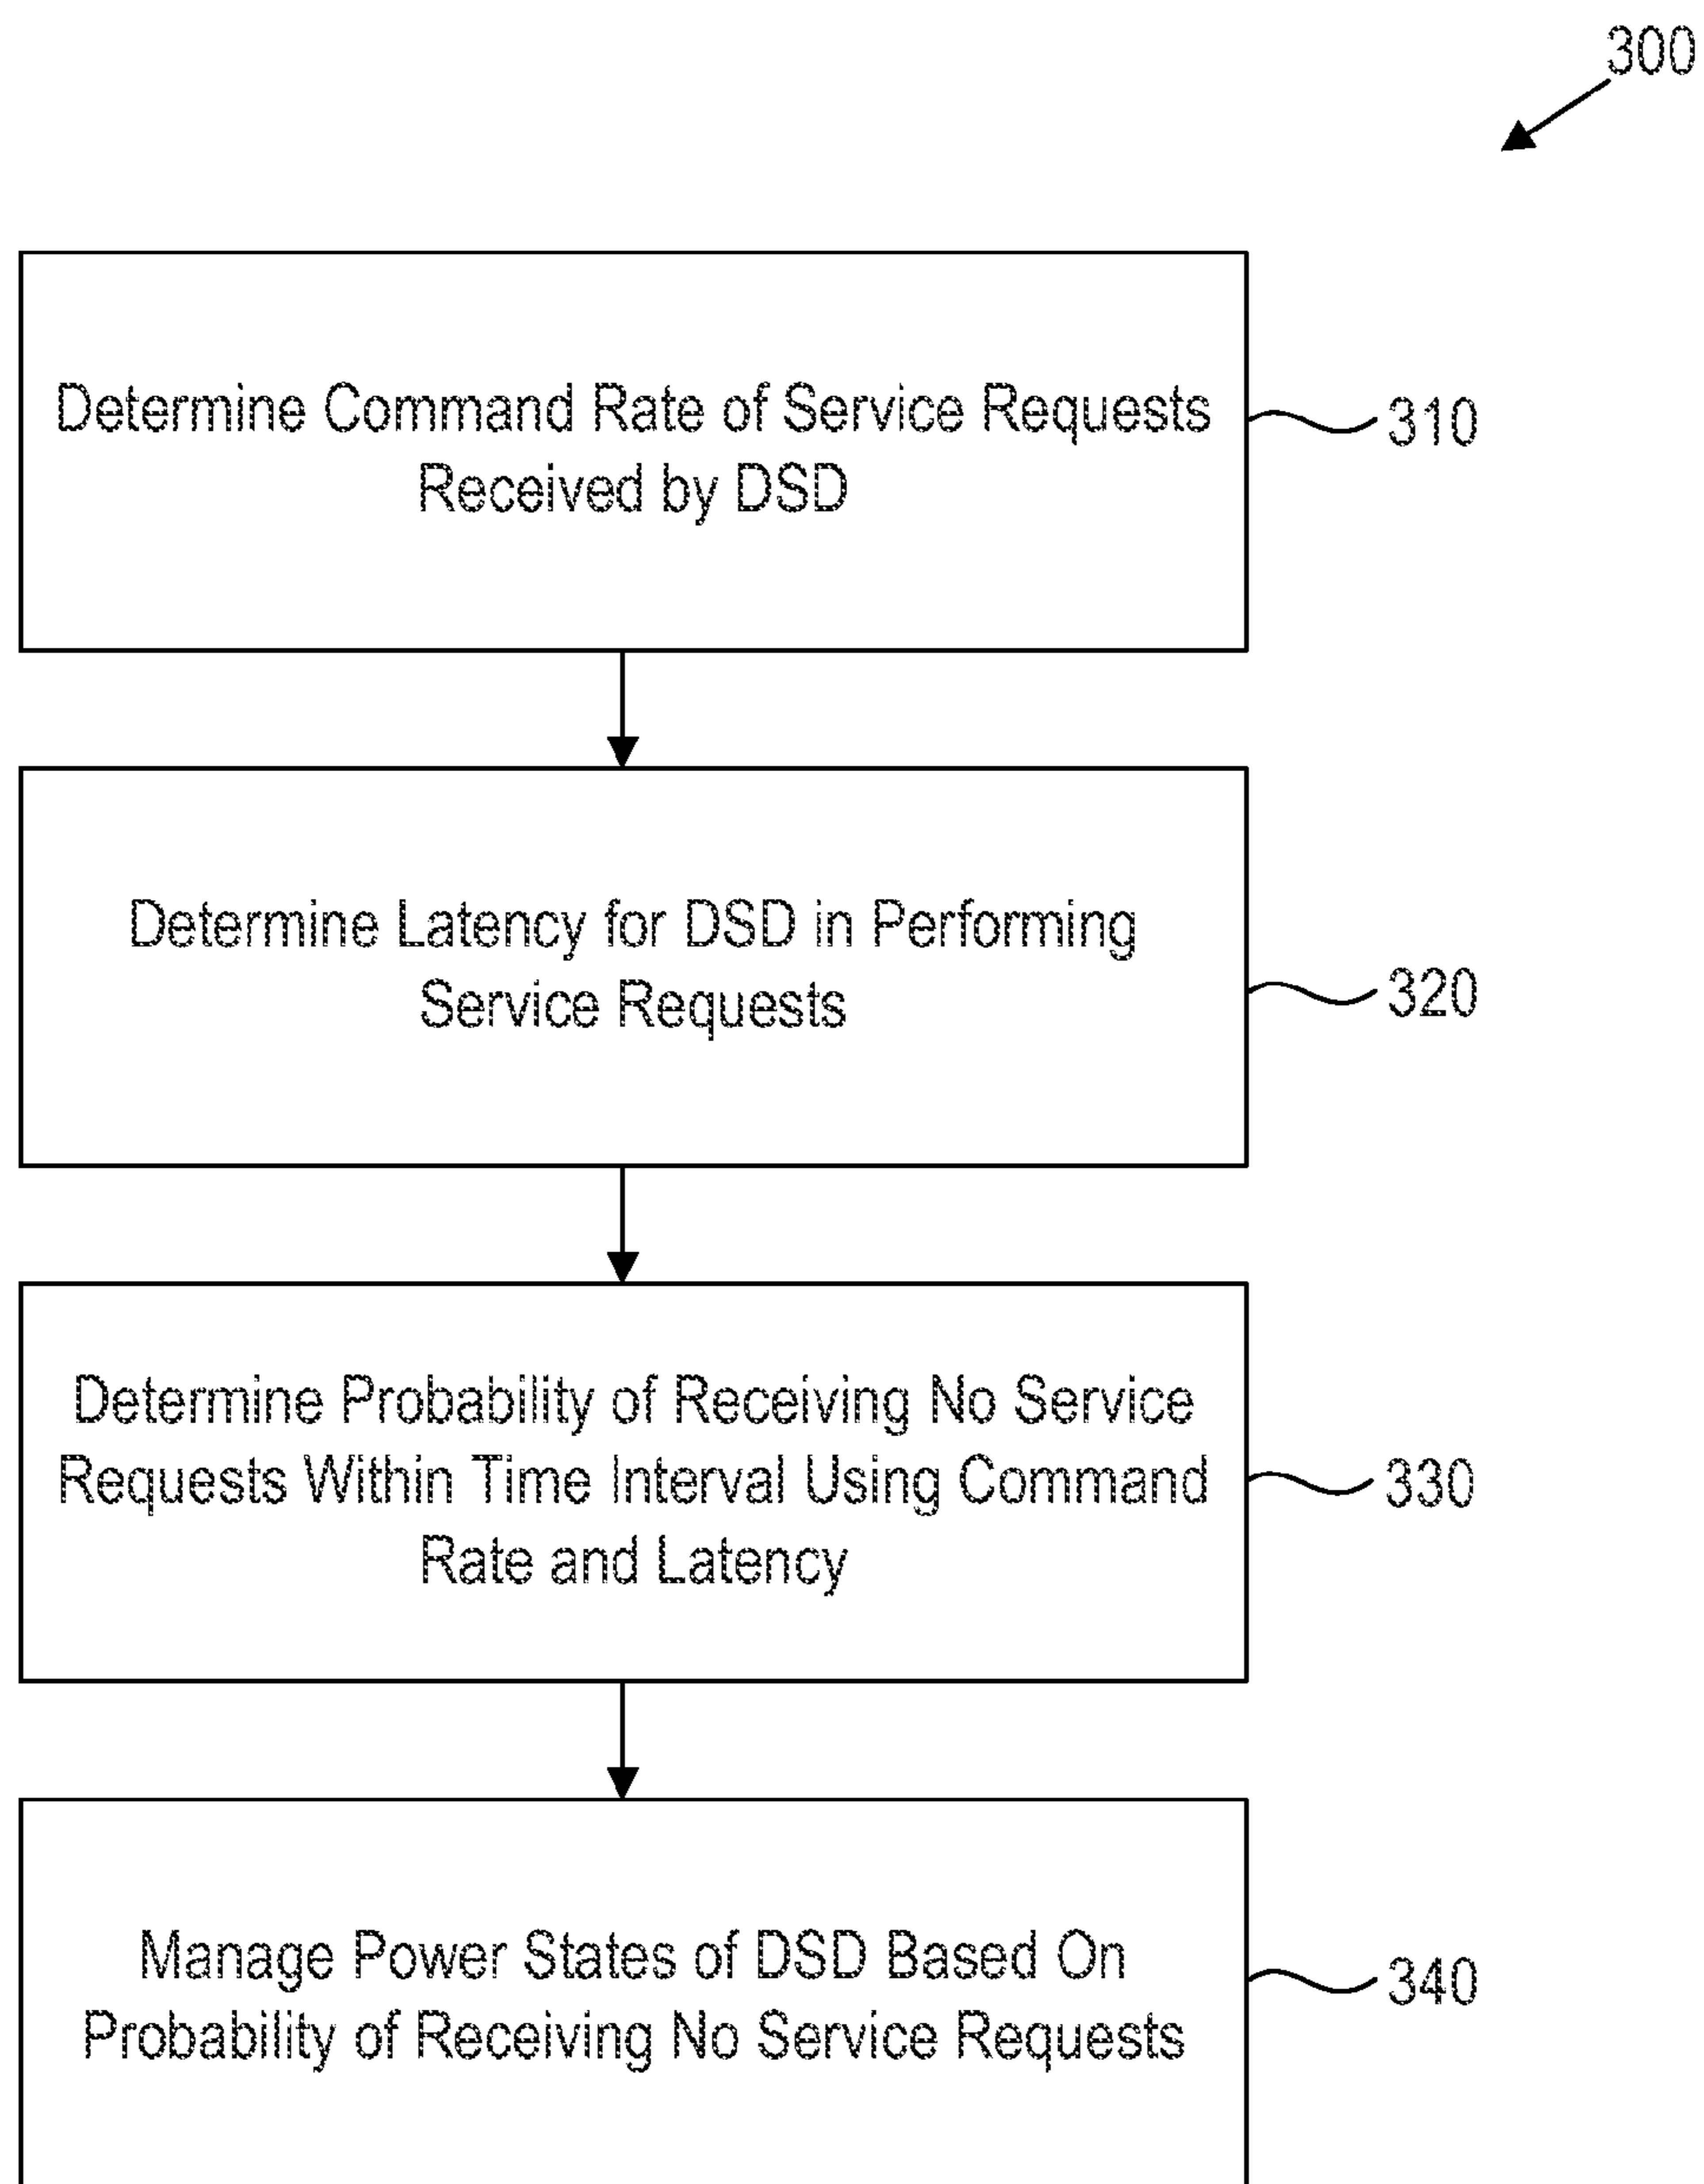 300
Determine Command Rate of Service Requests
Received by DSD
310
Determine Latency for DSD in Performing
Service Requests
320
Determine Probability of Receiving No Service
Requests Within Time Interval Using Command
Rate and Latency
330
Manage Power States of DSD Based On
Probability of Receiving No Service Requests
340